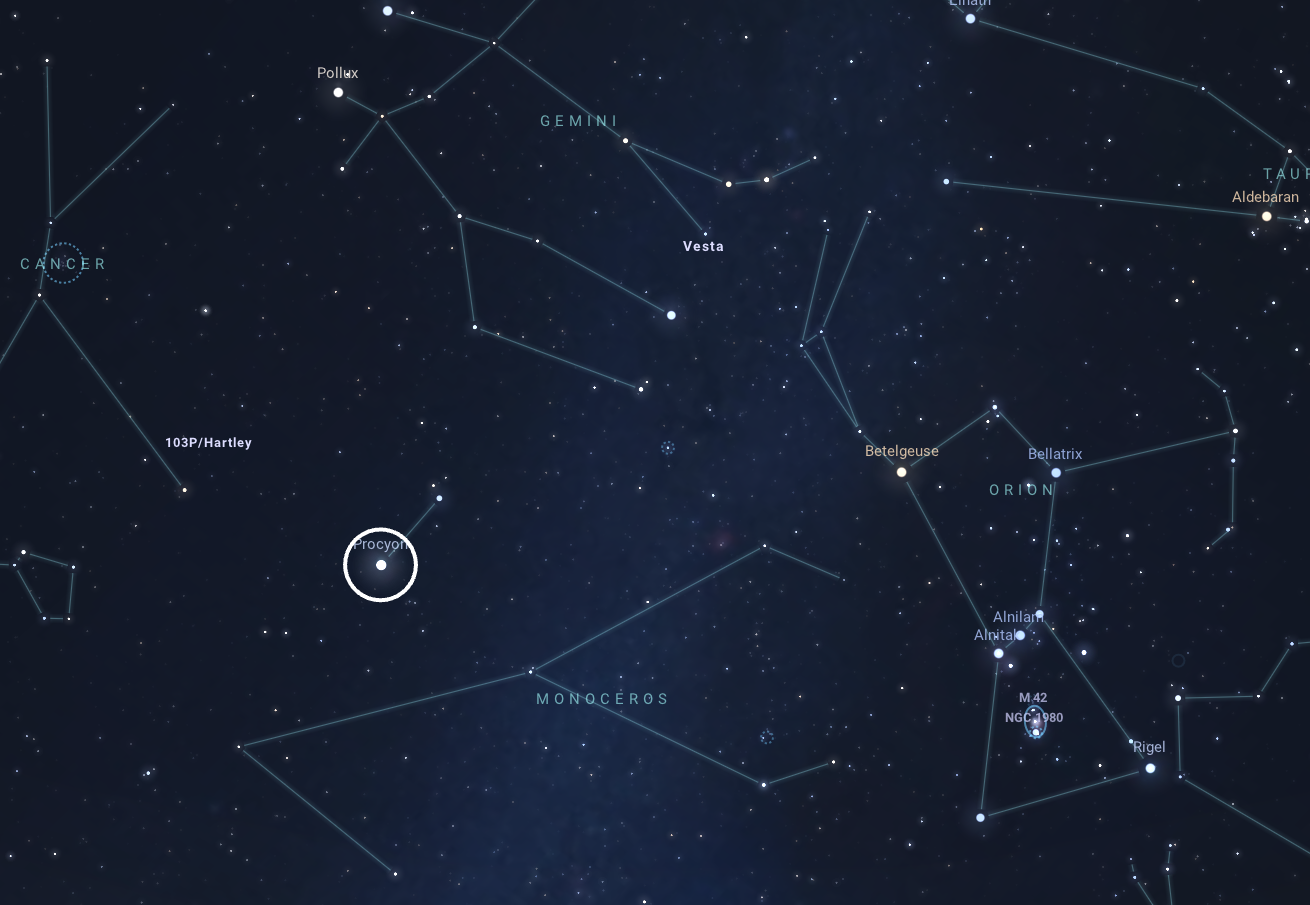 Elnath
Pollux
GEMINI
TAUR
Aldebaran
Vesta
CANCER
103P/Hartley
Betelgeuse
Bellatrix
ORION
Procyon
Alnilam
Alnitak
MONOCEROS
M 42
NGC 1980
Rigel